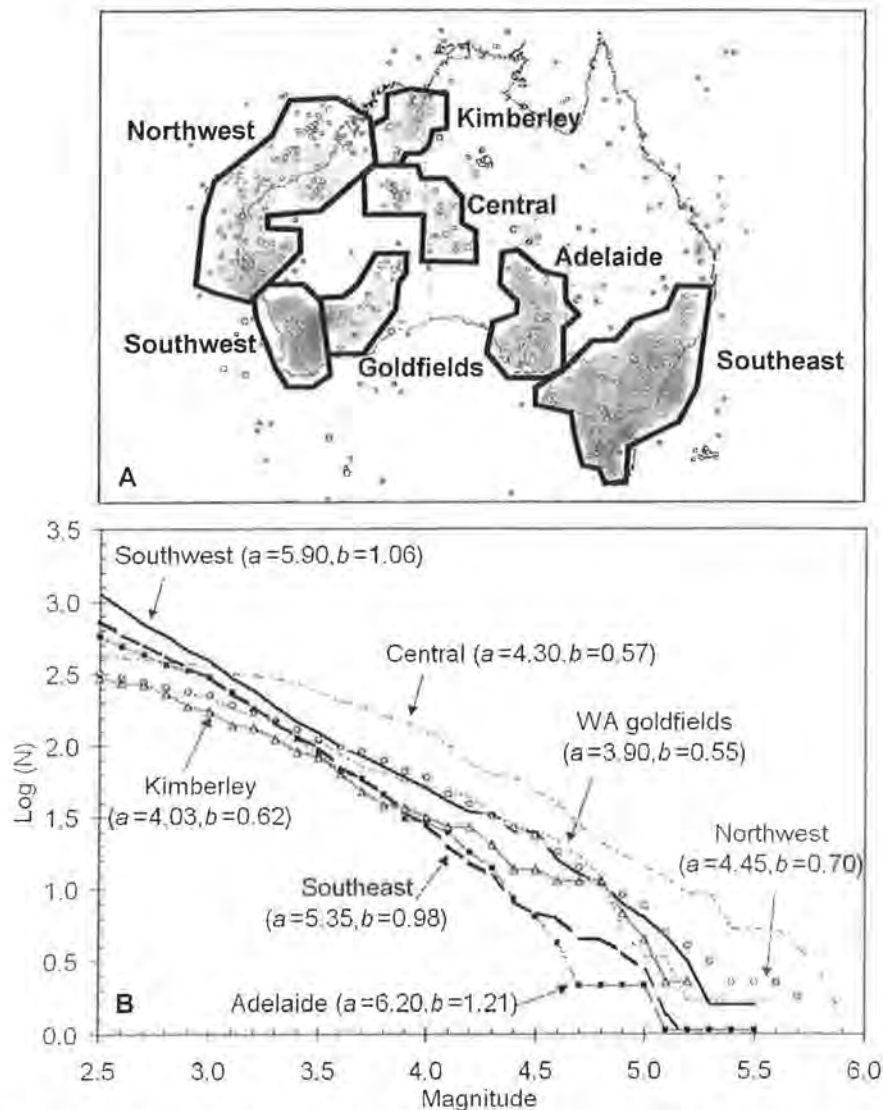 Northwest
Kimberley
Central
Adelaide
Southwest
Goldfields
Southeast
A
3.5
3.0
2.5
2.0
1.5
1.0
0.5
0.0
Log (N)
Southwest (a=5.90,b=1.06)
Central (a=4.30,b=0.57)
WA goldfields
(a=3.90,b=0.55)
Kimberley
(a=4.03,b=0.62)
Northwest
(a=4.45,b=0.70)
Southeast
(a=5.35,b=0.98)
B
Adelaide (a=6.20,b=1.21)
2.5 3.0 3.5 4.0 4.5 5.0 5.5 6.0
Magnitude